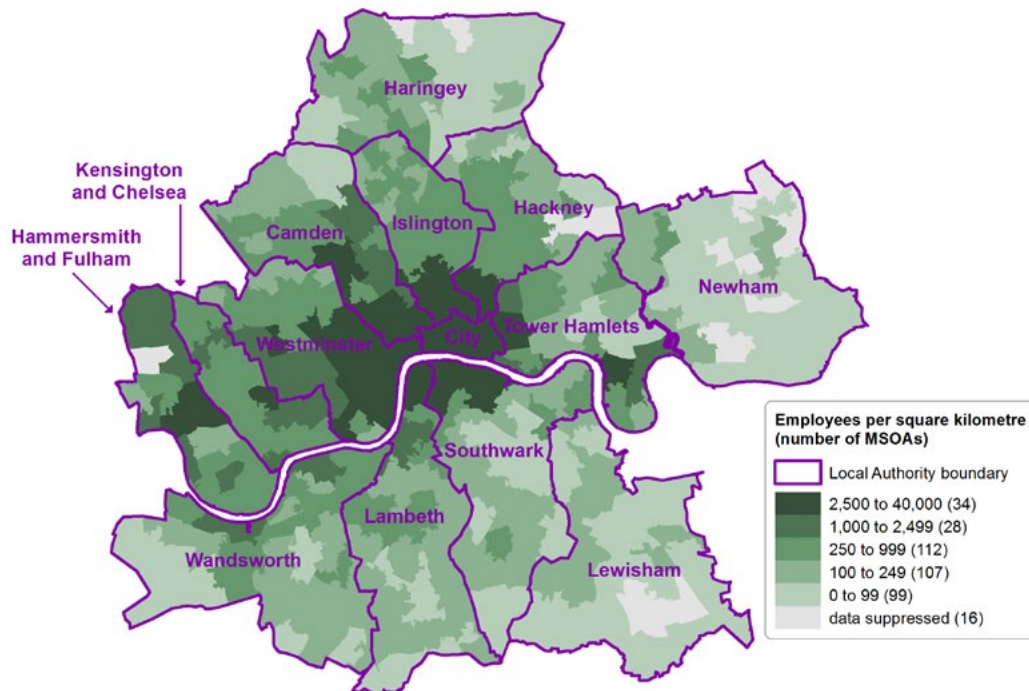 Haringey
Kensington
and Chelsea
Hammersmith
and Fulham
Camden
Islington
Hackney
Newham
Westminster
City
Tower Hamlets
Southwark
Lambeth
Wandsworth
Lewisham
Employees per square kilometre
(number of MSOAs)
Local Authority boundary
2,500 to 40,000 (34)
1,000 to 2,499 (28)
250 to 999 (112)
100 to 249 (107)
0 to 99 (99)
data suppressed (16)